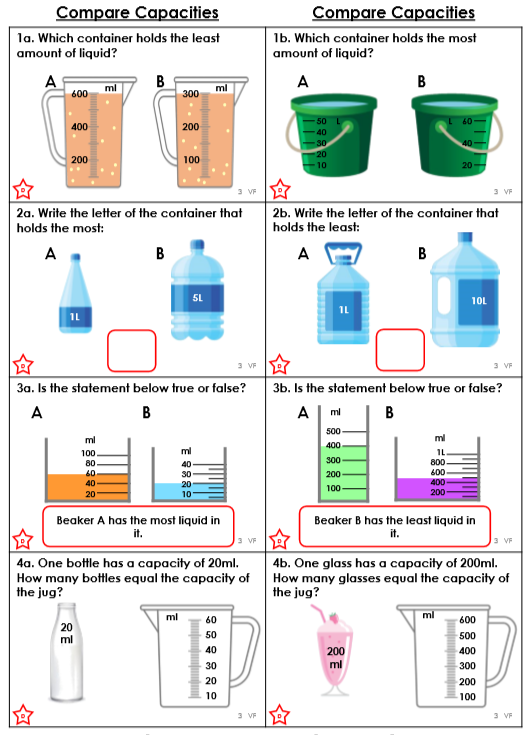 Compare Capacities
Compare Capacities
1a. Which container holds the least
amount of liquid?
A
B
ml
600
400
200
ml
300
200
100
3 VF
1b. Which container holds the most
amount of liquid?
A
B
50 L
40
30
20
10
L 60
40
20
3 VF
2a. Write the letter of the container that
holds the most:
A
B
1L
5L
3 VF
2b. Write the letter of the container that
holds the least:
A
B
1L
10L
3 VF
3a. Is the statement below true or false?
A
B
ml
100
80
60
40
20
ml
40
30
20
10
Beaker A has the most liquid in
it.
3 VF
3b. Is the statement below true or false?
A
B
ml
500
400
300
200
100
ml
1L
800
600
400
200
Beaker B has the least liquid in
it.
3 VF
4a. One bottle has a capacity of 20ml.
How many bottles equal the capacity of
the jug?
20
ml
ml
60
50
40
30
20
10
3 VF
4b. One glass has a capacity of 200ml.
How many glasses equal the capacity of
the jug?
200
ml
ml
600
500
400
300
200
100
3 VF